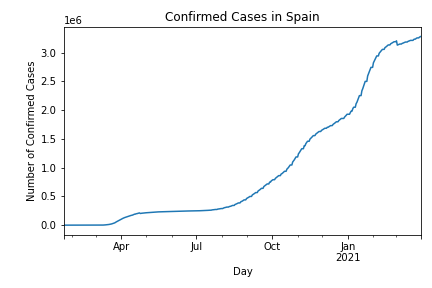 Confirmed Cases in Spain
1e6
Number of Confirmed Cases
3.0
2.5
2.0
1.5
1.0
0.5
0.0
Apr
Jul
Oct
Jan
2021
Day